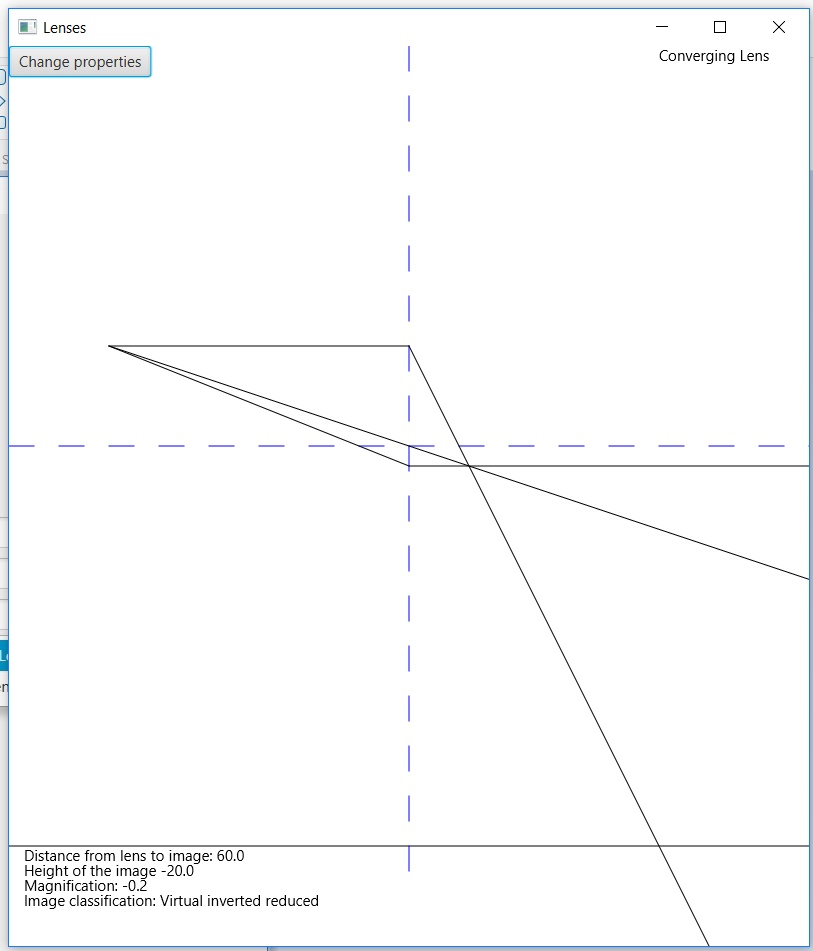 Lenses
Change properties
Converging Lens
Distance from lens to image: 60.0
Height of the image -20.0
Magnification: -0.2
Image classification: Virtual inverted reduced